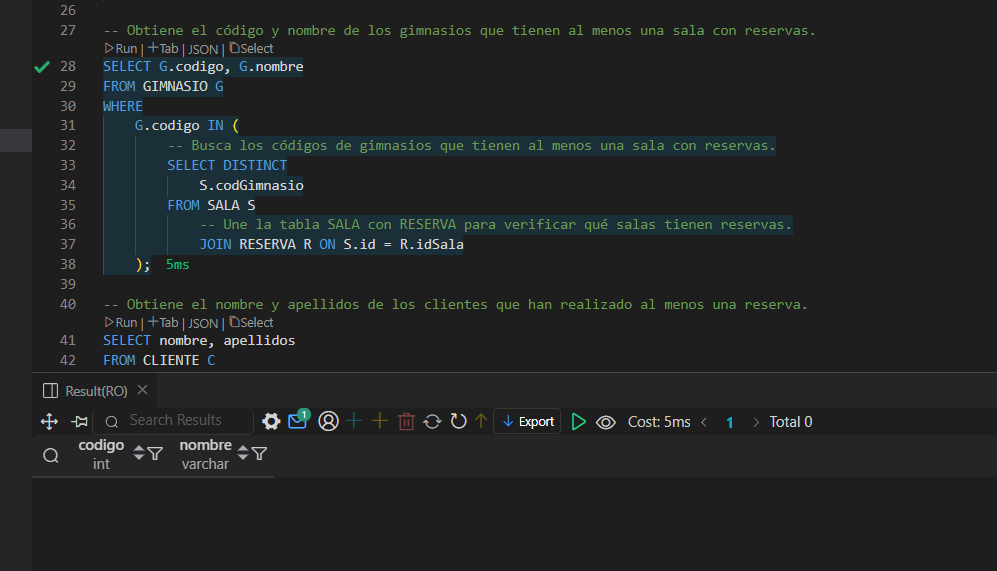 26
27 -- Obtiene el código y nombre de los gimnasios que tienen al menos una sala con reservas.
Run | Tab | JSON | Select
28 SELECT G.codigo, G.nombre
29 FROM GIMNASIO G
30 WHERE
31 G.codigo IN (
32 -- Busca los códigos de gimnasios que tienen al menos una sala con reservas.
33 SELECT DISTINCT
34 S.codGimnasio
35 FROM SALA S
36 -- Une la tabla SALA con RESERVA para verificar qué salas tienen reservas.
37 JOIN RESERVA R ON S.id = R.idSala
38 ); 5ms
39
40 -- Obtiene el nombre y apellidos de los clientes que han realizado al menos una reserva.
Run | Tab | JSON | Select
41 SELECT nombre, apellidos
42 FROM CLIENTE C
Result(RO)
Search Results 1 Export Cost: 5ms 1 Total 0
codigo nombre
int varchar